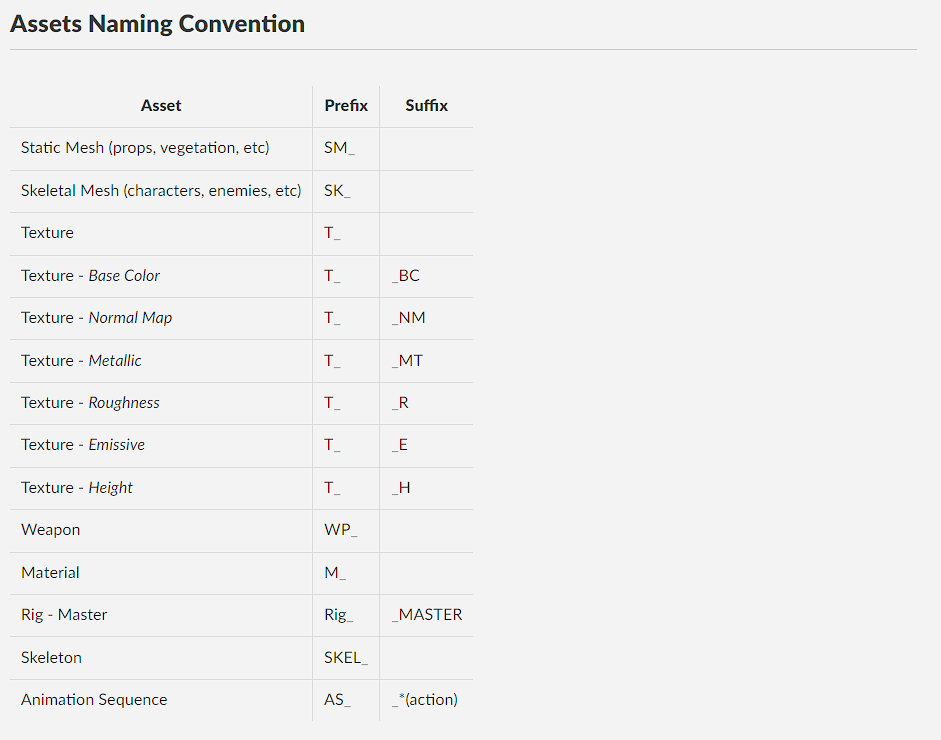 Assets Naming Convention
Asset Prefix Suffix
Static Mesh (props, vegetation, etc) SM_
Skeletal Mesh (characters, enemies, etc) SK_
Texture T_
Texture - Base Color T_ _BC
Texture - Normal Map T_ _NM
Texture - Metallic T_ _MT
Texture - Roughness T_ _R
Texture - Emissive T_ _E
Texture - Height T_ _H
Weapon WP_
Material M_
Rig - Master Rig_ _MASTER
Skeleton SKEL_
Animation Sequence AS_ _*(action)